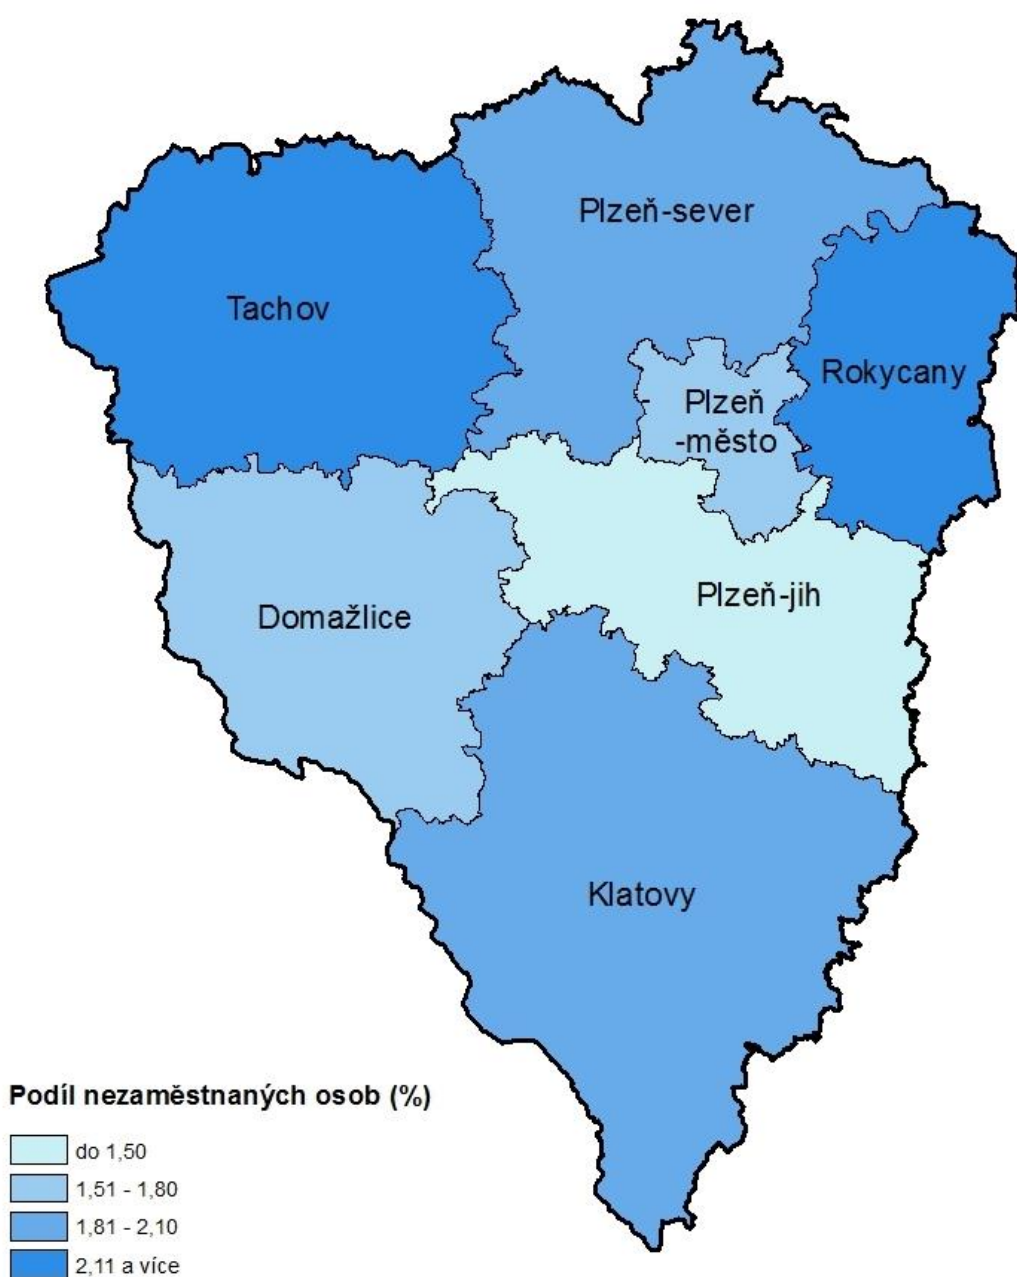 Plzeň-sever
Tachov
Rokycany
Plzeň
-město
Plzeň-jih
Domažlice
Klatovy
Podíl nezaměstnaných osob (%)
do 1,50
1,51 - 1,80
1,81 - 2,10
2,11 a více